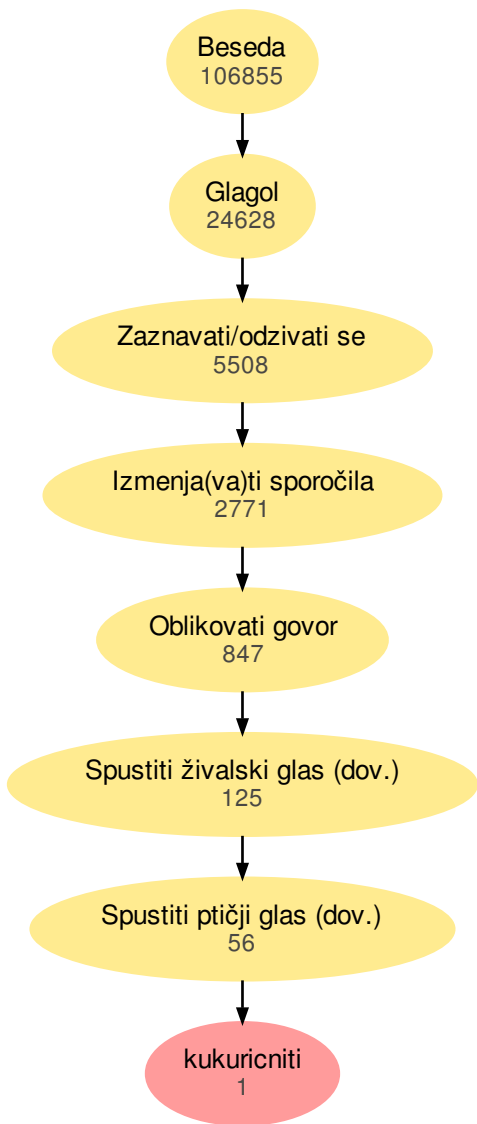 Beseda
106855
Glagol
24628
Zaznavati/odzivati se
5508
Izmenja(va)ti sporočila
2771
Oblikovati govor
847
Spustiti živalski glas (dov.)
125
Spustiti ptičji glas (dov.)
56
kukuricniti
1